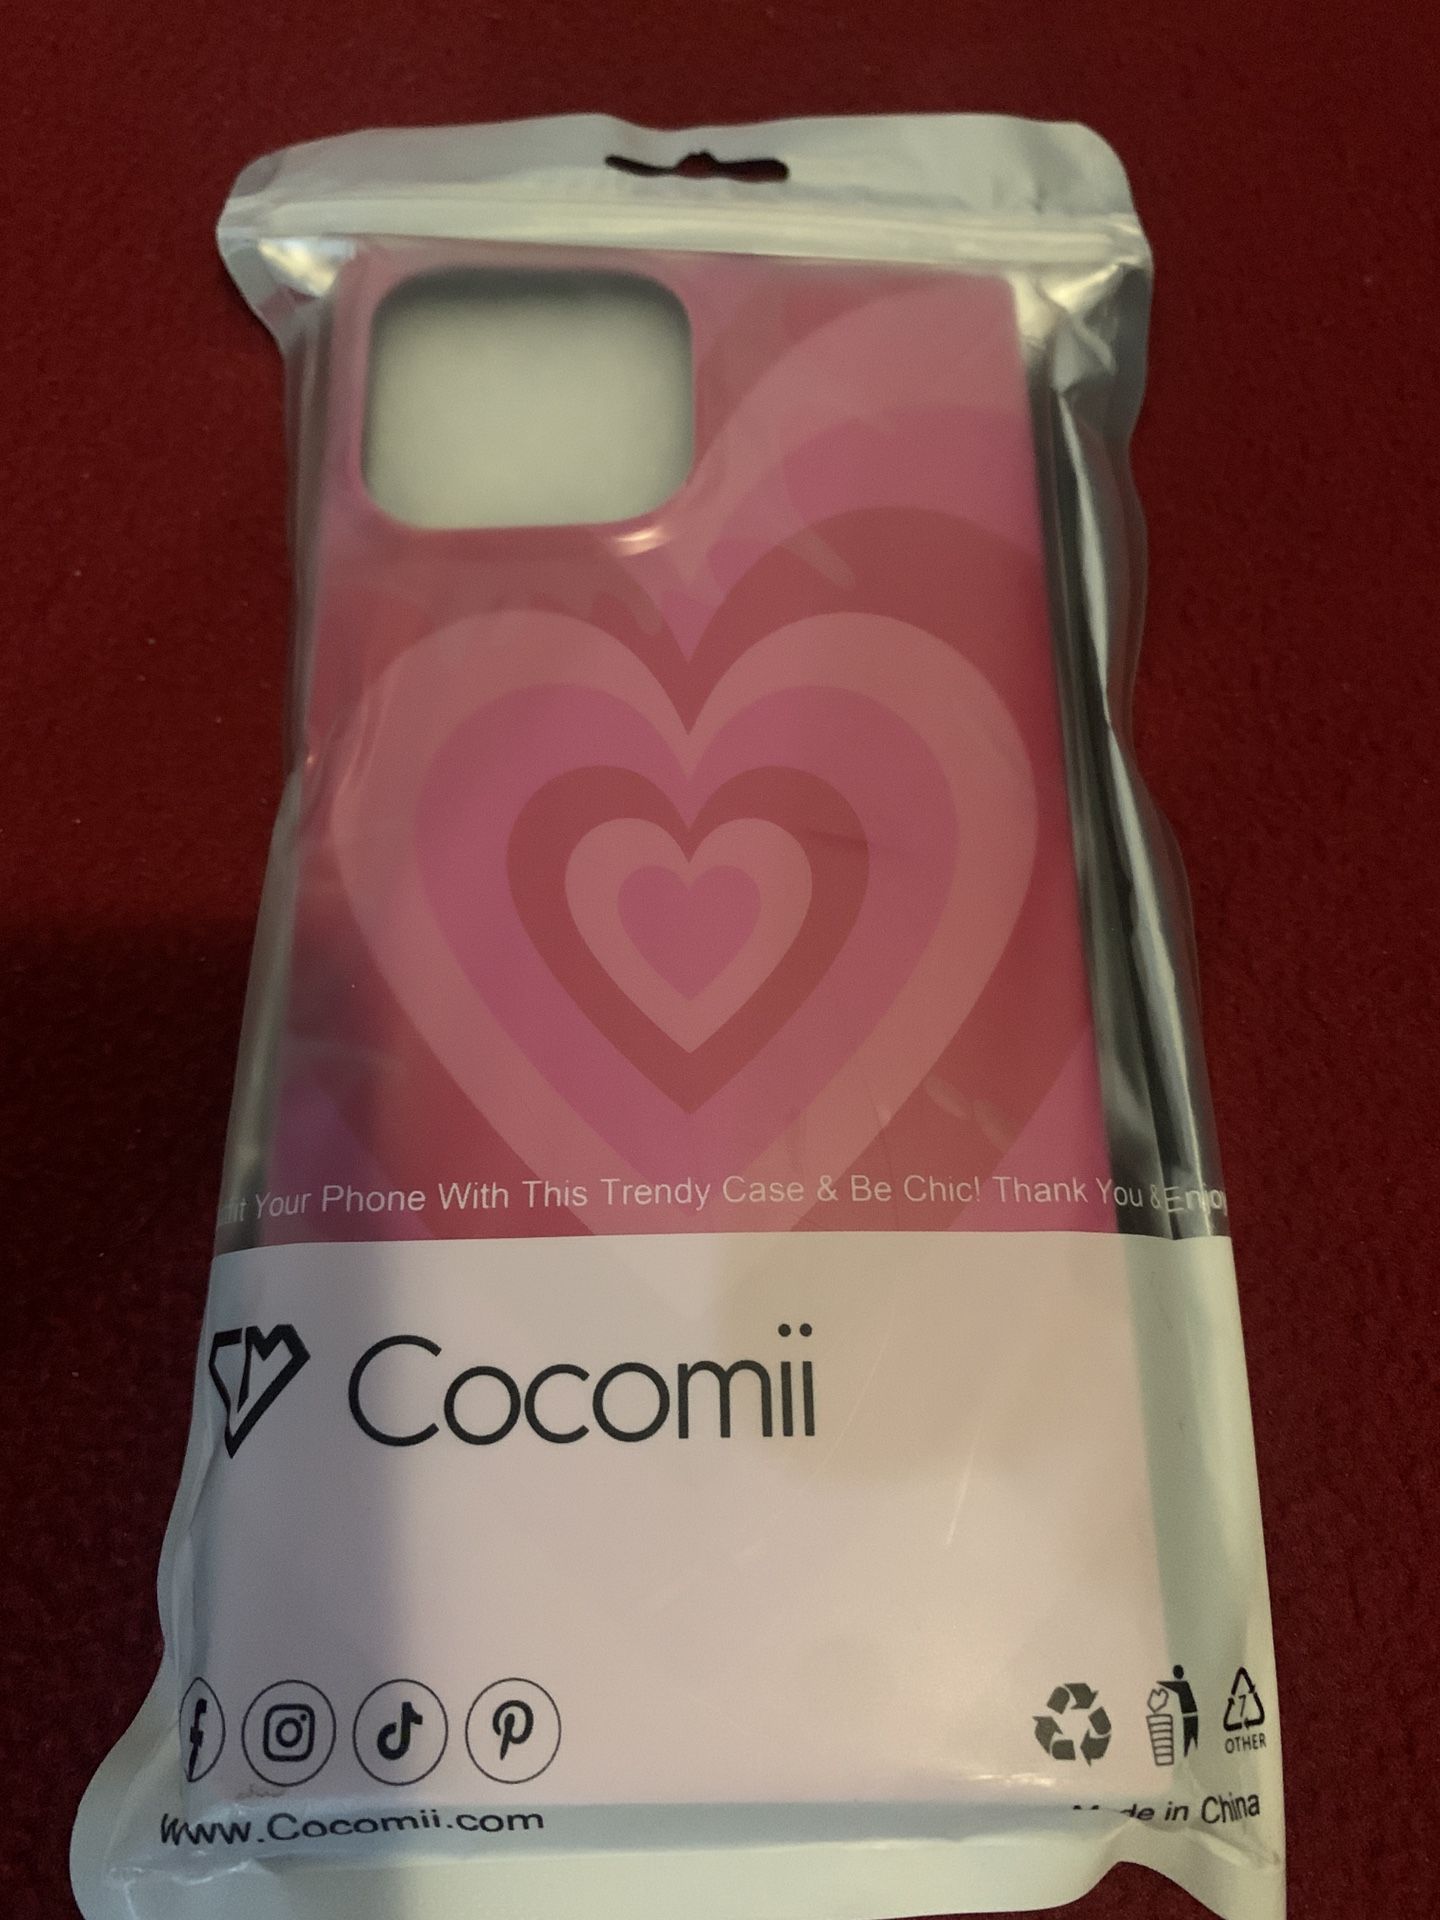 Your Phone With This Trendy Case & Be Chic! Thank You & Enjoy
Cocomii
www.Cocomii.com
7
OTHER
Made in China